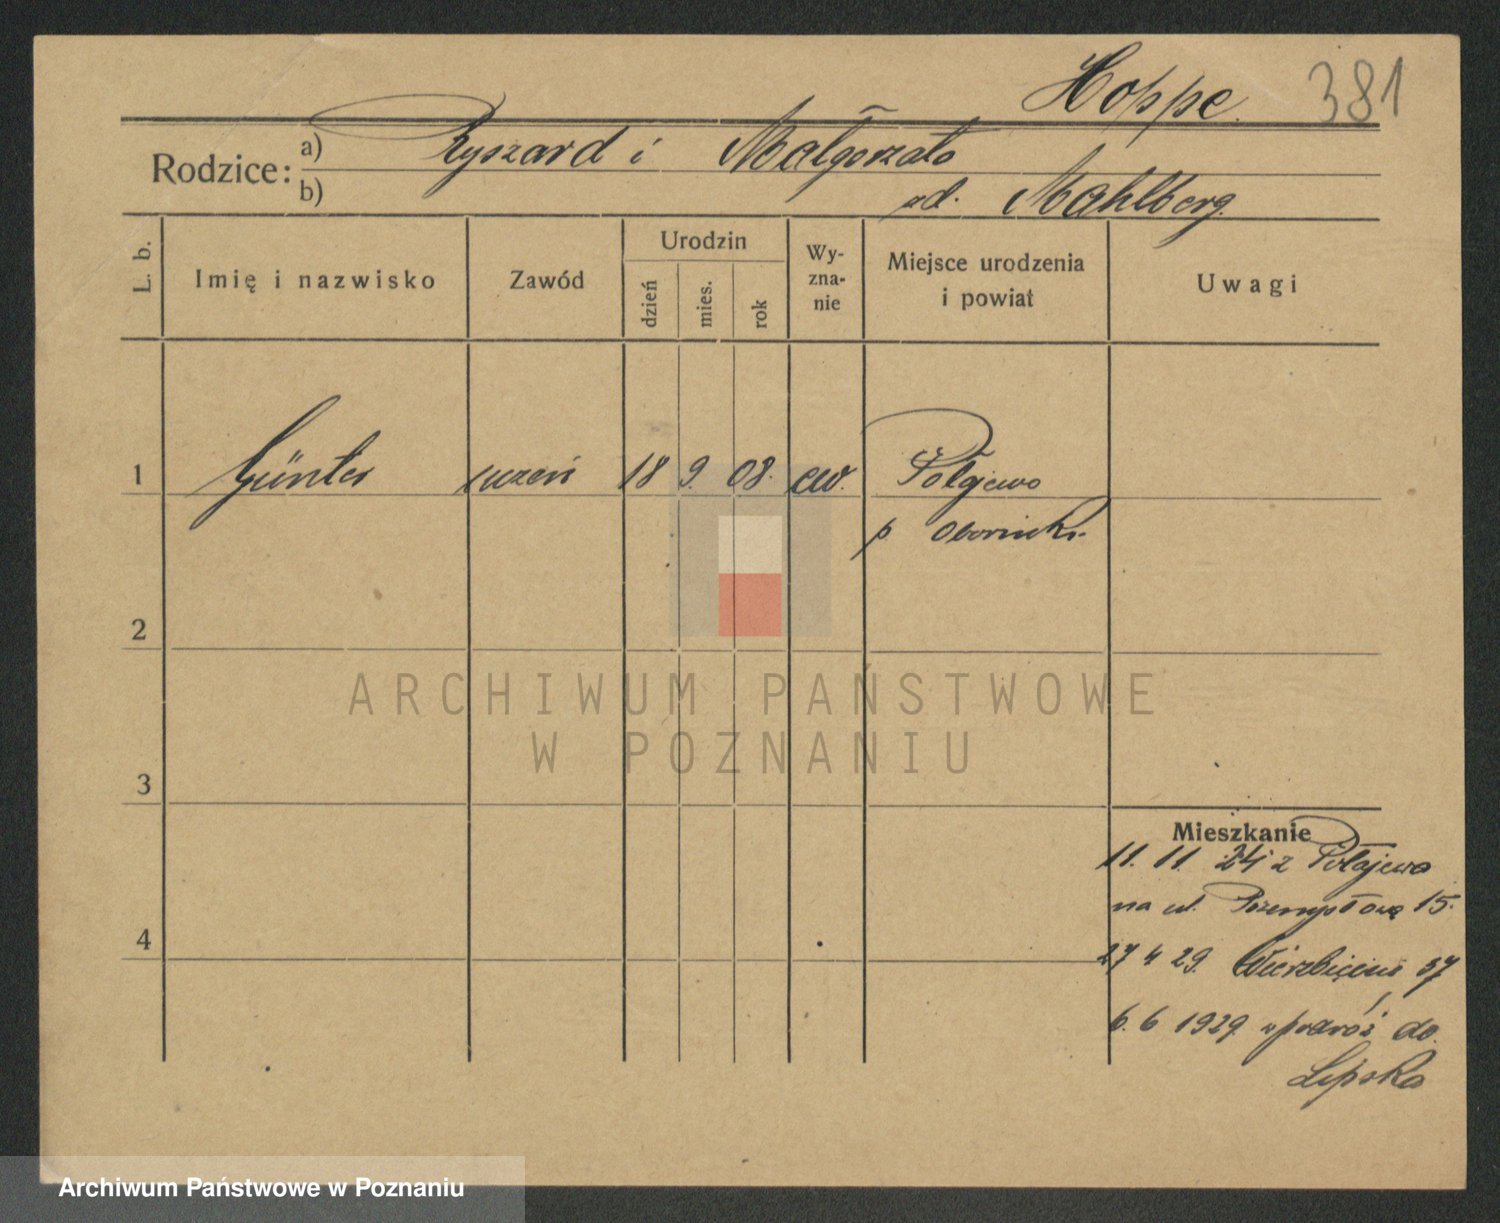 Hoppe. 381
Rodzice: a) Ryszard i Małgorzata
b) zd. Mahlberg.
L. b. Imię i nazwisko Zawód Urodzin dzień mies. rok Wy-zna-nie Miejsce urodzenia i powiat Uwagi
1 Günter uczeń 18 9. 08. ew. Połajewo
p Obornicki
2
ARCHIWUM PAŃSTWOWE
W POZNANIU
3
Mieszkanie
11. 11. 24 z Połajewa
na ul. Przemysłową 15.
4
27 4 29. Wierzbięcice 37
6. 6 1929. w podróż do
Lipska
Archiwum Państwowe w Poznaniu